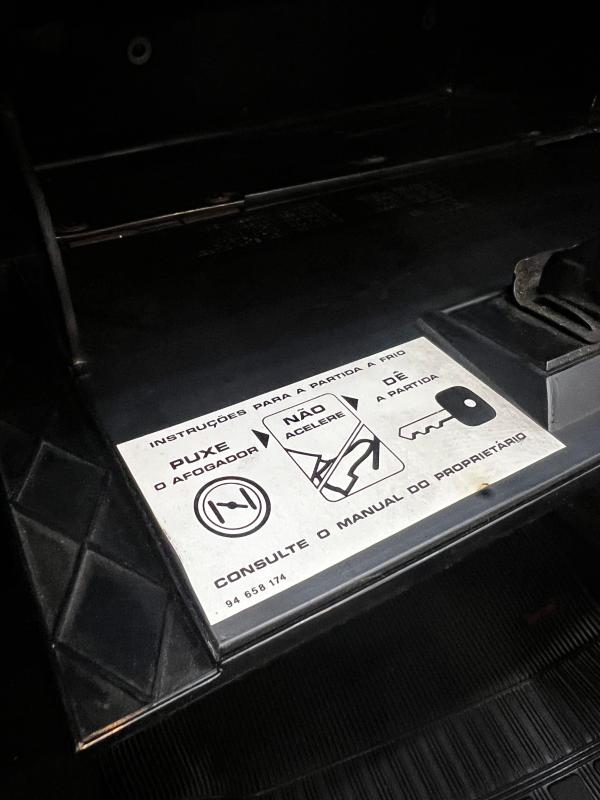 INSTRUÇÕES PARA A PARTIDA A FRIO
PUXE
O AFOGADOR
NÃO
ACELERE
DÊ
A PARTIDA
CONSULTE O MANUAL DO PROPRIETÁRIO
94 658 174